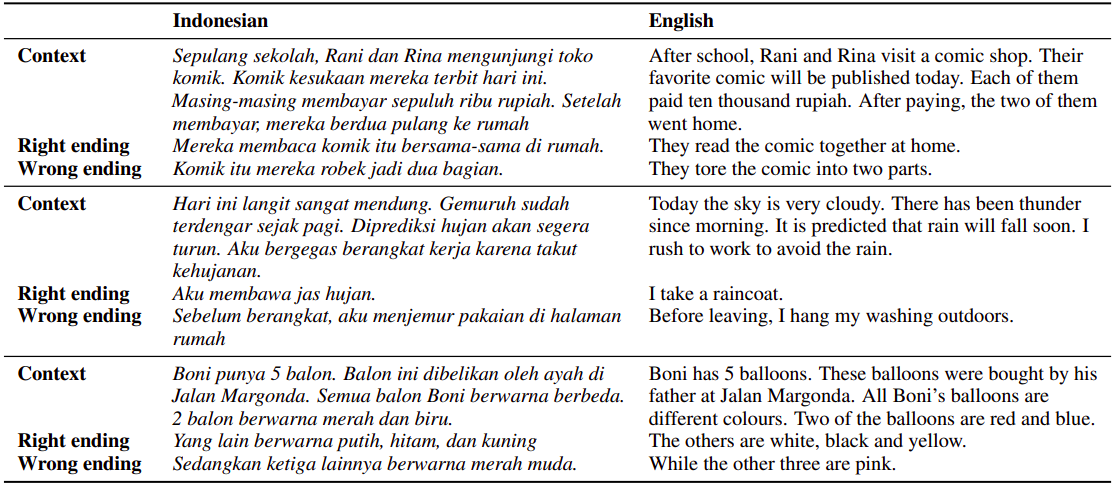 Indonesian English
Context Sepulang sekolah, Rani dan Rina mengunjungi toko After school, Rani and Rina visit a comic shop. Their
komik. Komik kesukaan mereka terbit hari ini. favorite comic will be published today. Each of them
Masing-masing membayar sepuluh ribu rupiah. Setelah paid ten thousand rupiah. After paying, the two of them
membayar, mereka berdua pulang ke rumah went home.
Right ending Mereka membaca komik itu bersama-sama di rumah. They read the comic together at home.
Wrong ending Komik itu mereka robek jadi dua bagian. They tore the comic into two parts.
Context Hari ini langit sangat mendung. Gemuruh sudah Today the sky is very cloudy. There has been thunder
terdengar sejak pagi. Diprediksi hujan akan segera since morning. It is predicted that rain will fall soon. I
turun. Aku bergegas berangkat kerja karena takut rush to work to avoid the rain.
kehujanan.
Right ending Aku membawa jas hujan. I take a raincoat.
Wrong ending Sebelum berangkat, aku menjemur pakaian di halaman Before leaving, I hang my washing outdoors.
rumah
Context Boni punya 5 balon. Balon ini dibelikan oleh ayah di Boni has 5 balloons. These balloons were bought by his
Jalan Margonda. Semua balon Boni berwarna berbeda. father at Jalan Margonda. All Boni's balloons are
2 balon berwarna merah dan biru. different colours. Two of the balloons are red and blue.
Right ending Yang lain berwarna putih, hitam, dan kuning The others are white, black and yellow.
Wrong ending Sedangkan ketiga lainnya berwarna merah muda. While the other three are pink.